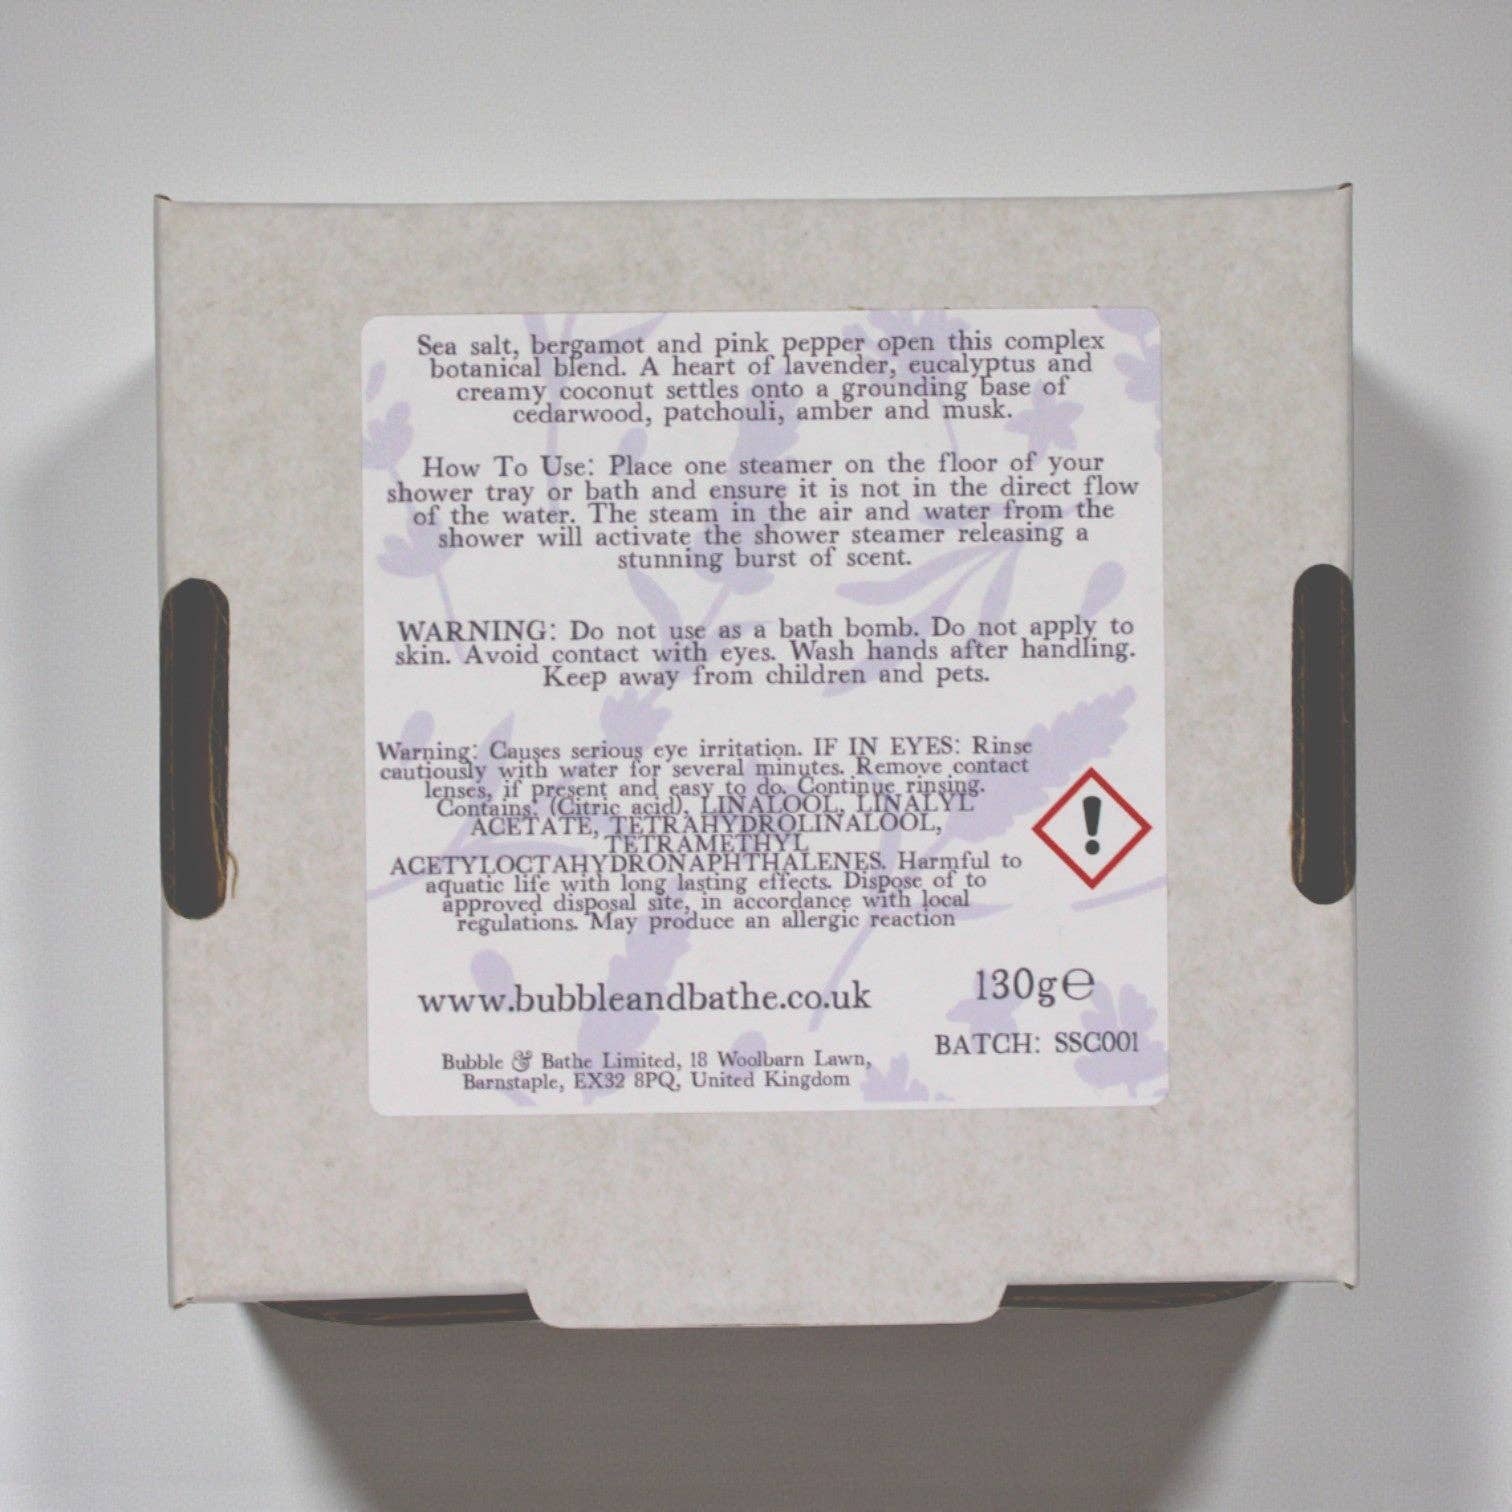 Sea salt, bergamot and pink pepper open this complex
botanical blend. A heart of lavender, eucalyptus and
creamy coconut settles onto a grounding base of
cedarwood, patchouli, amber and musk.
How To Use: Place one steamer on the floor of your
shower tray or bath and ensure it is not in the direct flow
of the water. The steam in the air and water from the
shower will activate the shower steamer releasing a
stunning burst of scent.
WARNING: Do not use as a bath bomb. Do not apply to
skin. Avoid contact with eyes. Wash hands after handling.
Keep away from children and pets.
Warning: Causes serious eye irritation. IF IN EYES: Rinse
cautiously with water for several minutes. Remove contact
lenses, if present and easy to do. Continue rinsing.
Contains: (Citric acid), LINALOOL, LINALYL
ACETATE, TETRAHYDROLINALOOL,
TETRAMETHYL
ACETYLOCTAHYDRONAPHTHALENES. Harmful to
aquatic life with long lasting effects. Dispose of to
approved disposal site, in accordance with local
regulations. May produce an allergic reaction
www.bubbleandbathe.co.uk
130g℮
BATCH: SSC001
Bubble & Bathe Limited, 18 Woolbarn Lawn,
Barnstaple, EX32 8PQ, United Kingdom